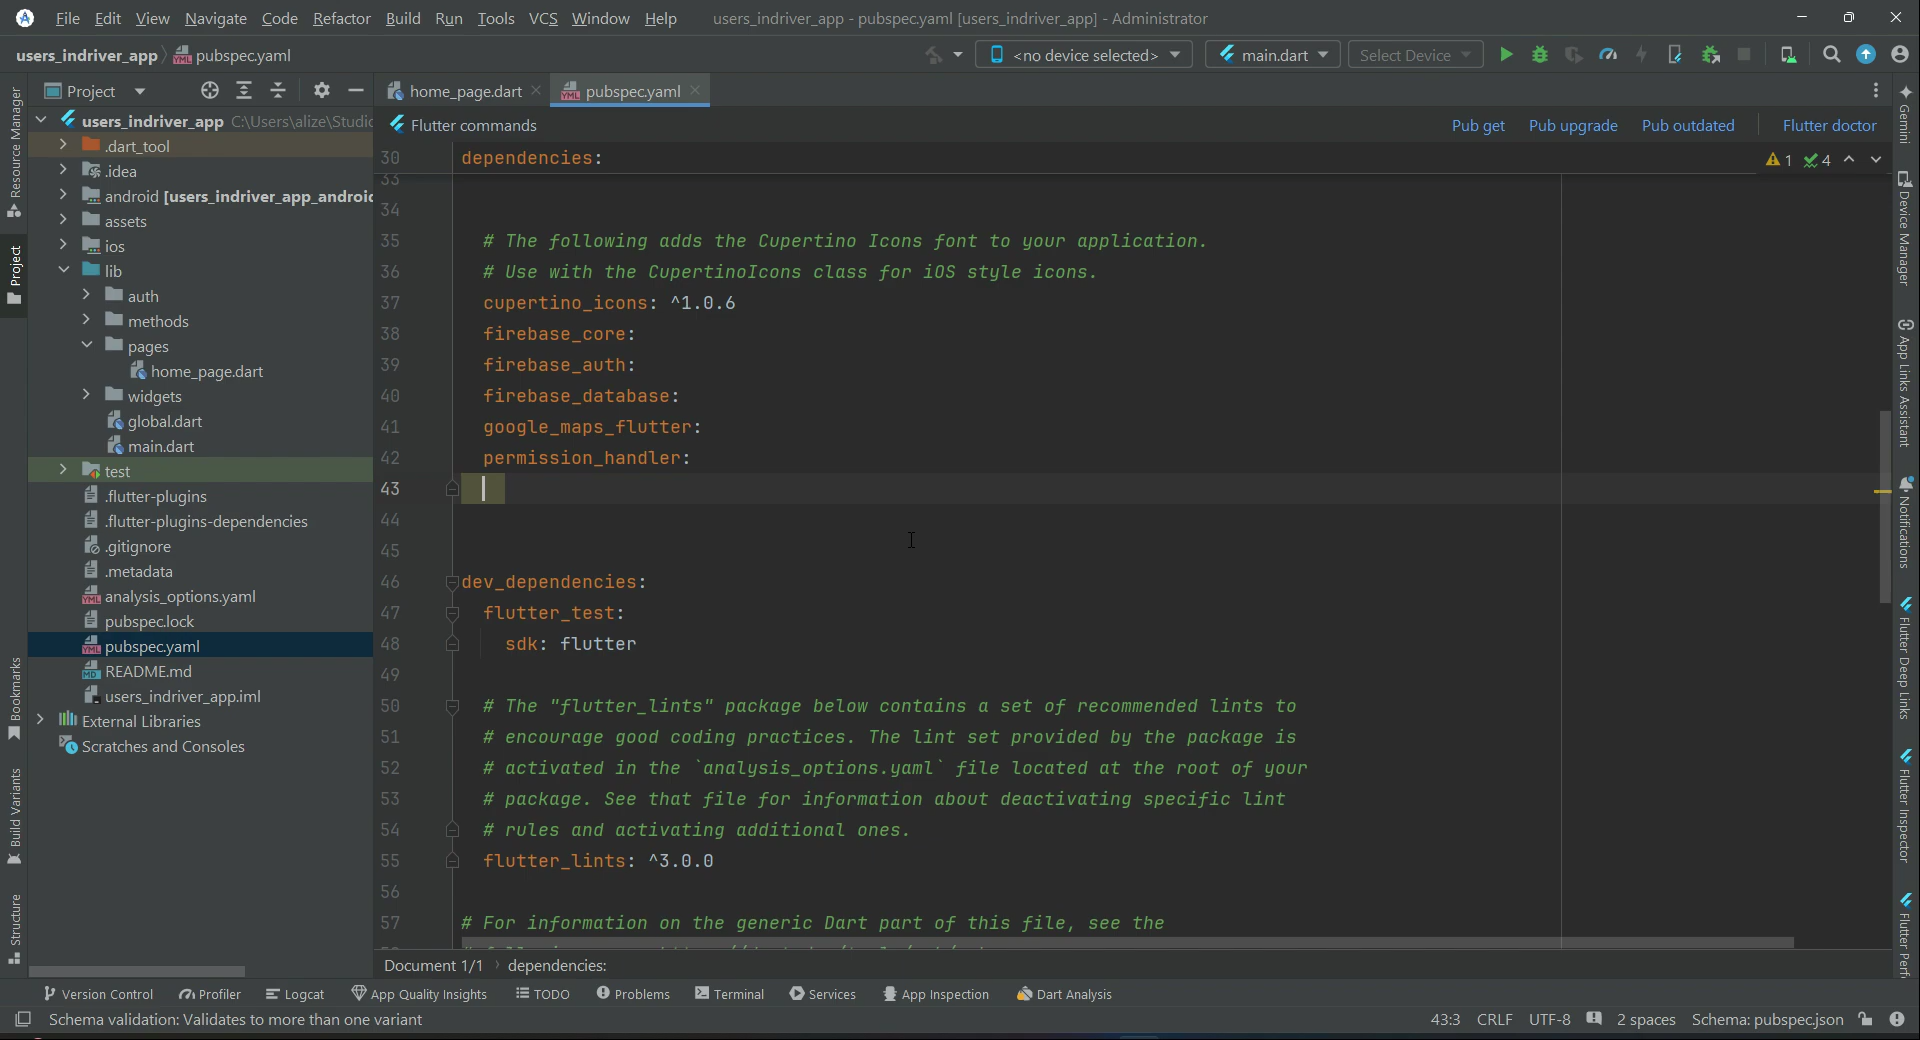 File Edit View Navigate Code Refactor Build Run Tools VCS Window Help users_indriver_app - pubspec.yaml [users_indriver_app] - Administrator
users_indriver_app pubspec.yaml <no device selected> main.dart Select Device
Project
home_page.dart pubspec.yaml
Flutter commands Pub get Pub upgrade Pub outdated Flutter doctor
Resource Manager
Project
Bookmarks
Build Variants
Structure
users_indriver_app C:\Users\alize\Studic
.dart_tool
.idea
android [users_indriver_app_android
assets
ios
lib
auth
methods
pages
home_page.dart
widgets
global.dart
main.dart
test
.flutter-plugins
.flutter-plugins-dependencies
.gitignore
.metadata
analysis_options.yaml
pubspec.lock
pubspec.yaml
README.md
users_indriver_app.iml
External Libraries
Scratches and Consoles
30 dependencies: 1 4
33
34
35 # The following adds the Cupertino Icons font to your application.
36 # Use with the CupertinoIcons class for iOS style icons.
37 cupertino_icons: ^1.0.6
38 firebase_core:
39 firebase_auth:
40 firebase_database:
41 google_maps_flutter:
42 permission_handler:
43
44
45
46 dev_dependencies:
47 flutter_test:
48 sdk: flutter
49
50 # The "flutter_lints" package below contains a set of recommended lints to
51 # encourage good coding practices. The lint set provided by the package is
52 # activated in the `analysis_options.yaml` file located at the root of your
53 # package. See that file for information about deactivating specific lint
54 # rules and activating additional ones.
55 flutter_lints: ^3.0.0
56
57 # For information on the generic Dart part of this file, see the
Document 1/1 dependencies:
Gemini
Device Manager
App Links Assistant
Notifications
Flutter Deep Links
Flutter Inspector
Flutter Perf
Version Control Profiler Logcat App Quality Insights TODO Problems Terminal Services App Inspection Dart Analysis
Schema validation: Validates to more than one variant 43:3 CRLF UTF-8 2 spaces Schema: pubspec.json